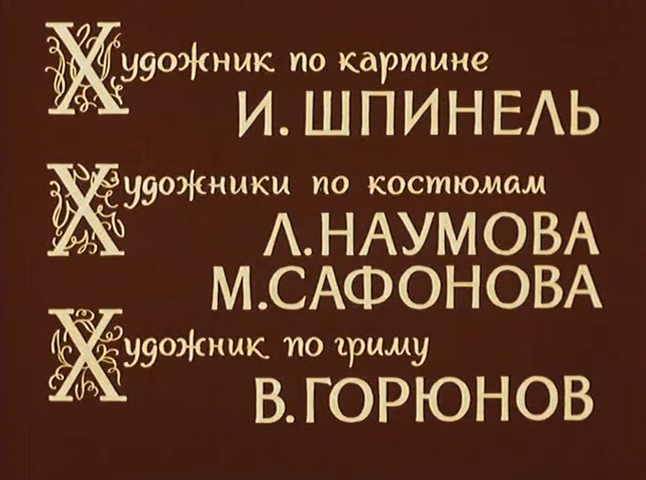 Художник по картине
И. ШПИНЕЛЬ
Художники по костюмам
Л. НАУМОВА
М. САФОНОВА
Художник по гриму
В. ГОРЮНОВ